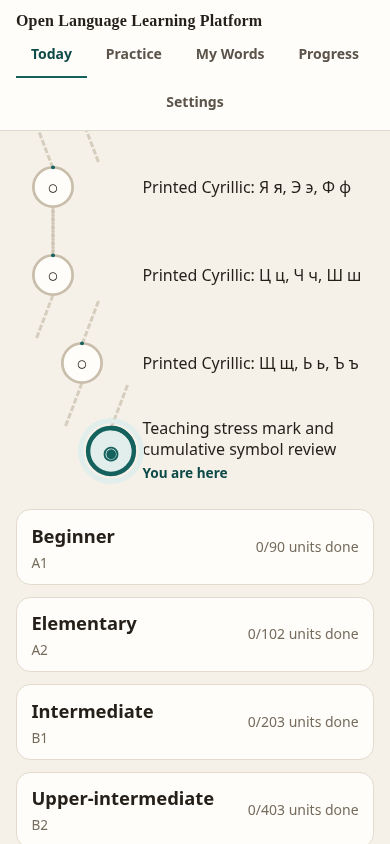 Open Language Learning Platform
Today Practice My Words Progress
Settings
Printed Cyrillic: Я я, Э э, Ф ф
Printed Cyrillic: Ц ц, Ч ч, Ш ш
Printed Cyrillic: Щ щ, Ь ь, Ъ ъ
Teaching stress mark and
cumulative symbol review
You are here
Beginner
A1
0/90 units done
Elementary
A2
0/102 units done
Intermediate
B1
0/203 units done
Upper-intermediate
B2
0/403 units done